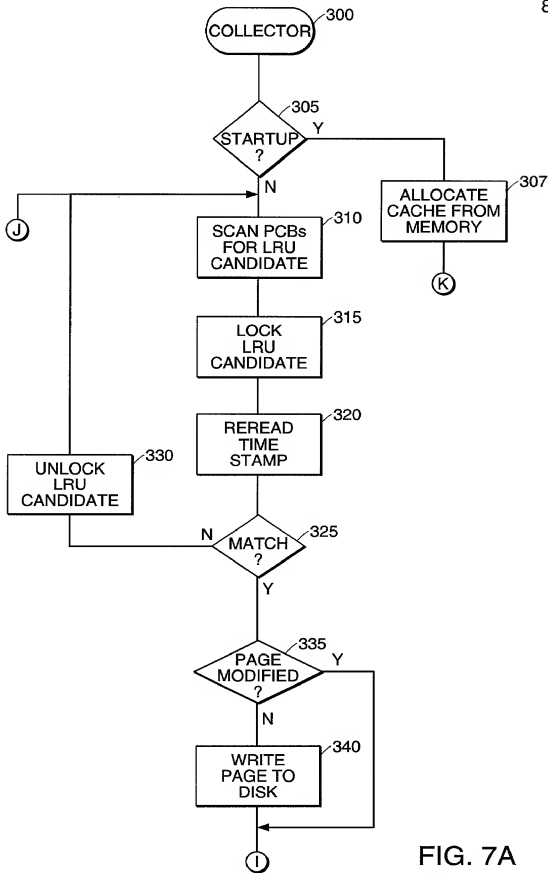 8
COLLECTOR
300
305
STARTUP
?
Y
N
ALLOCATE
CACHE FROM
MEMORY
307
J
K
SCAN PCBs
FOR LRU
CANDIDATE
310
LOCK
LRU
CANDIDATE
315
REREAD
TIME
STAMP
320
UNLOCK
LRU
CANDIDATE
330
N
MATCH
?
325
Y
PAGE
MODIFIED
?
335
Y
N
WRITE
PAGE TO
DISK
340
I
FIG. 7A